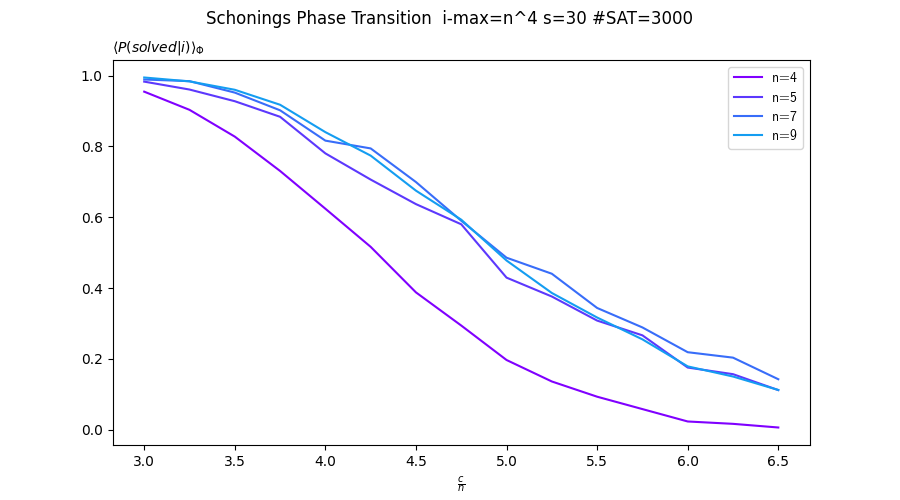 Schonings Phase Transition  i-max=n^4 s=30 #SAT=3000
⟨P(solved|i)⟩Φ
1.0
0.8
0.6
0.4
0.2
0.0
n=4
n=5
n=7
n=9
3.0 3.5 4.0 4.5 5.0 5.5 6.0 6.5
c/n